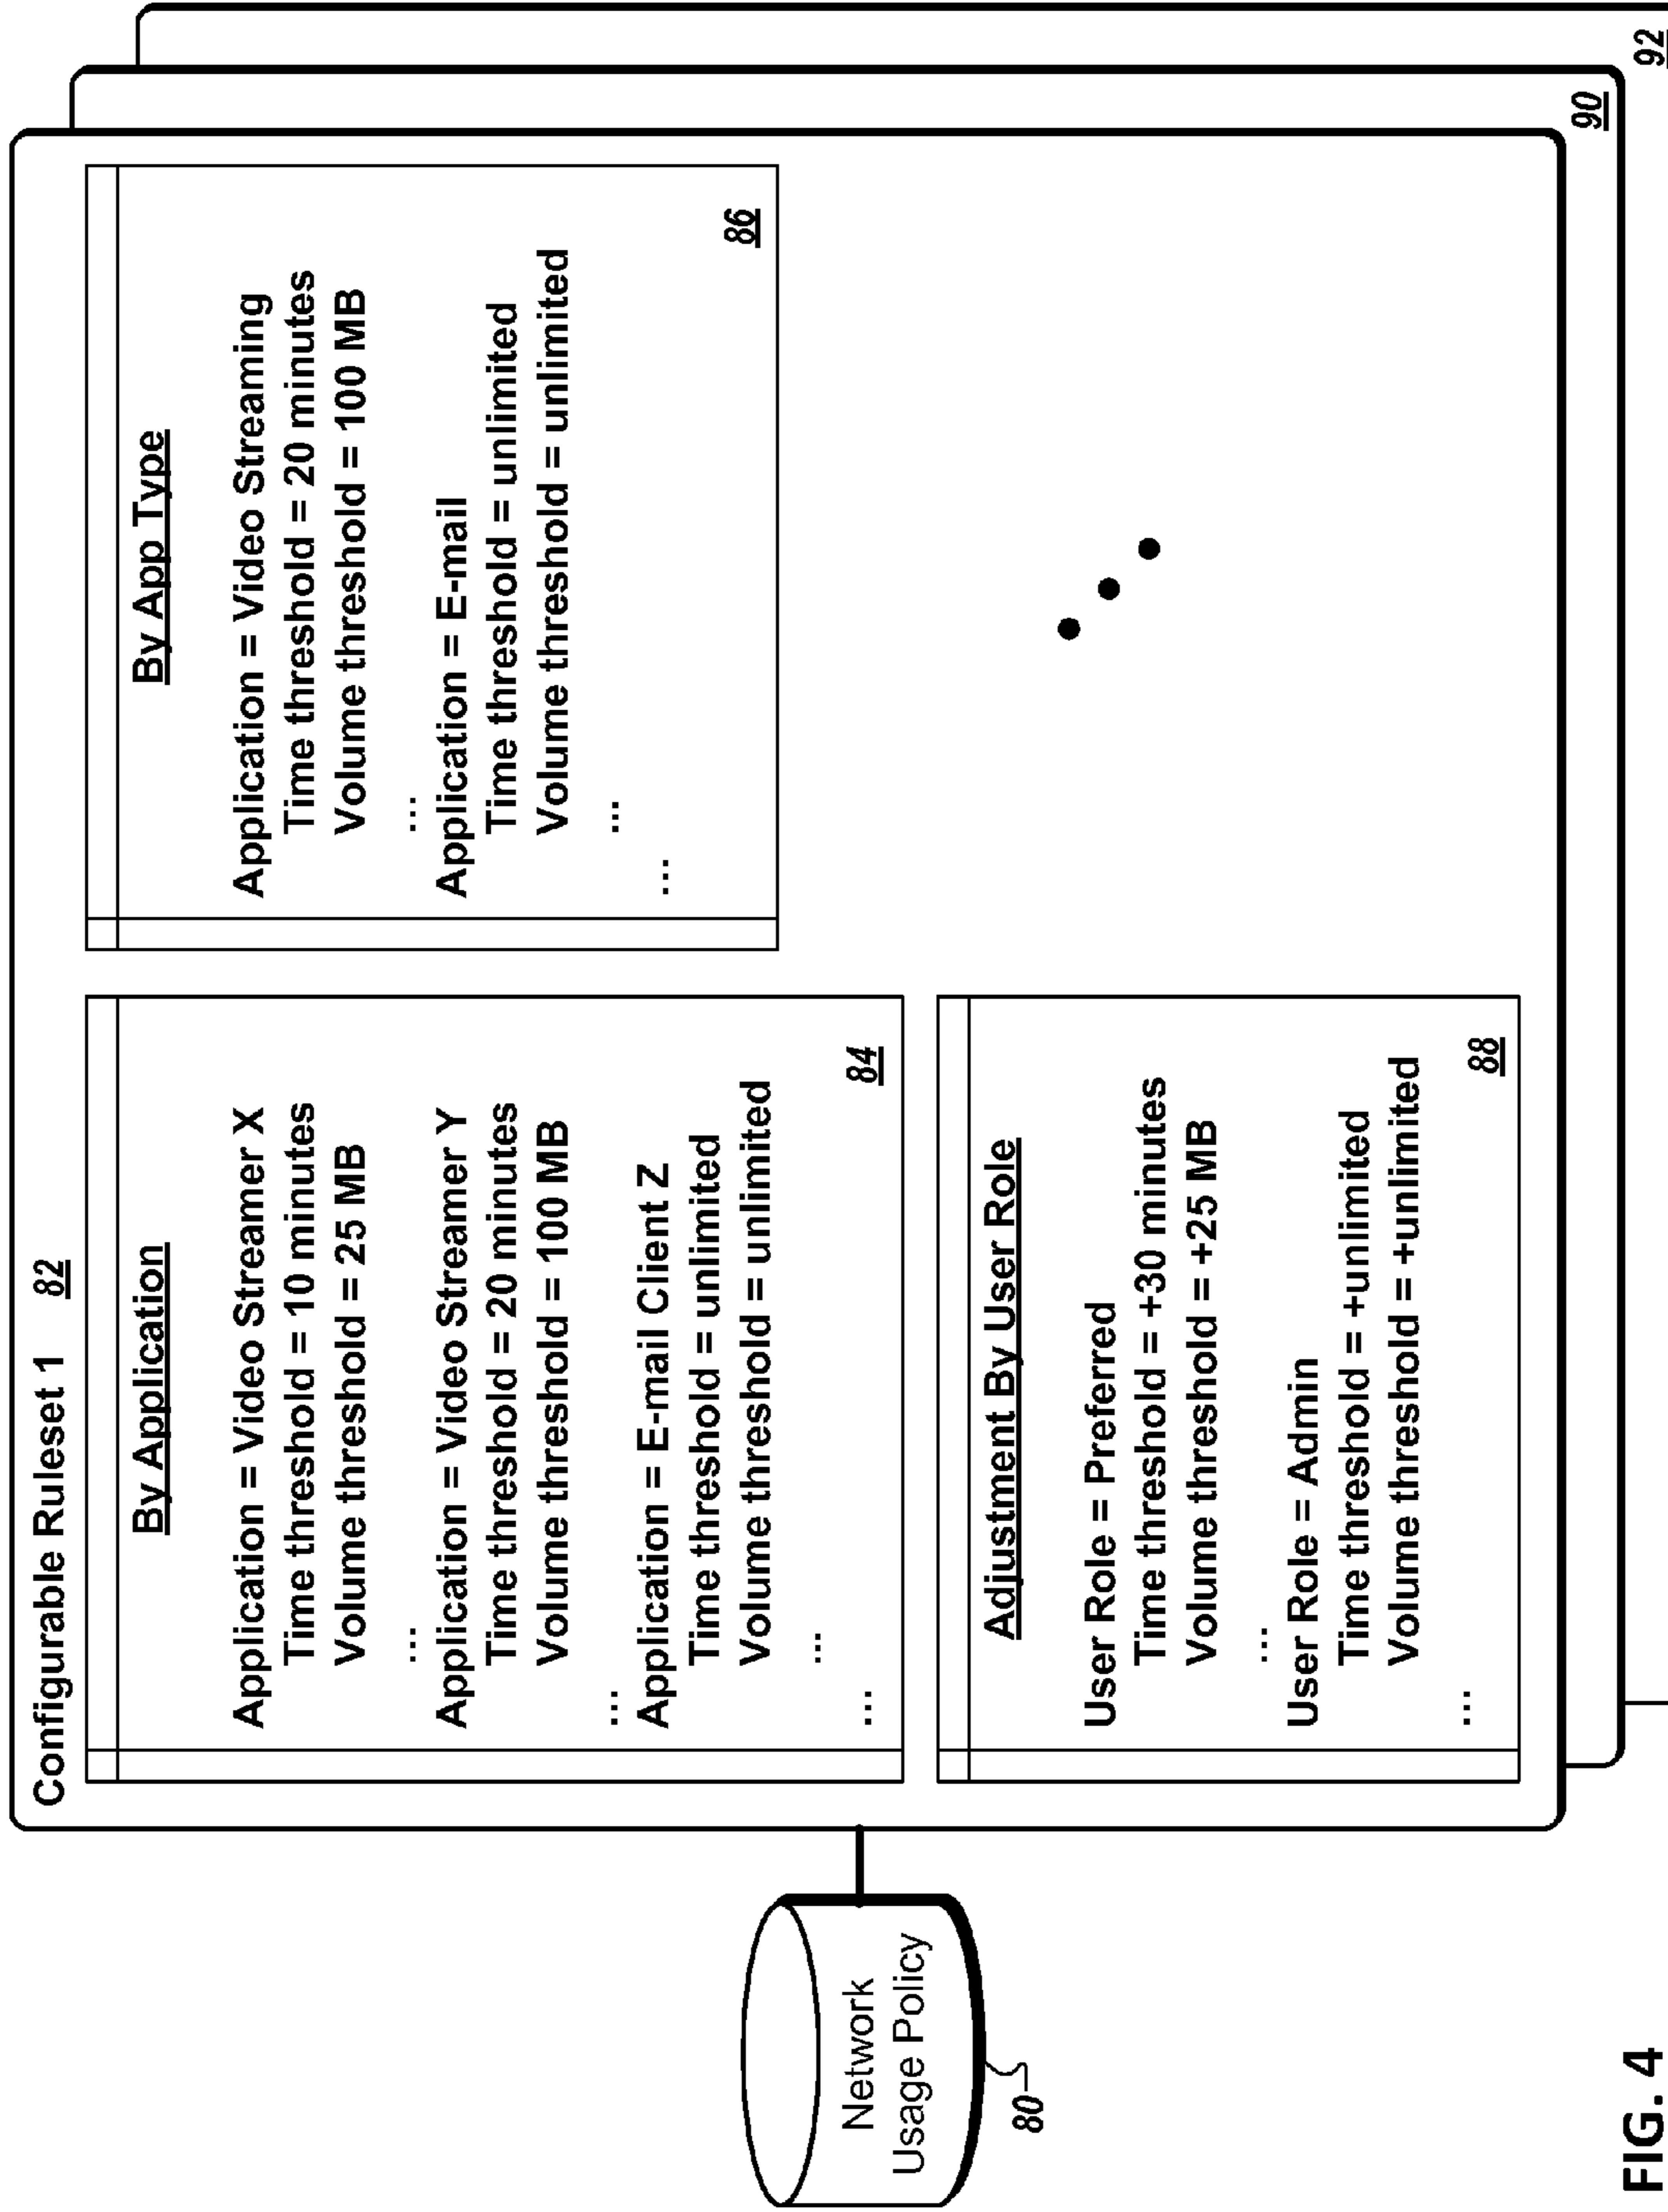 Configurable Ruleset 1 82
By Application
Application = Video Streamer X
Time threshold = 10 minutes
Volume threshold = 25 MB
...
Application = Video Streamer Y
Time threshold = 20 minutes
Volume threshold = 100 MB
...
Application = E-mail Client Z
Time threshold = unlimited
Volume threshold = unlimited
...
...
84
By App Type
Application = Video Streaming
Time threshold = 20 minutes
Volume threshold = 100 MB
...
Application = E-mail
Time threshold = unlimited
Volume threshold = unlimited
...
...
86
Adjustment By User Role
User Role = Preferred
Time threshold = +30 minutes
Volume threshold = +25 MB
...
User Role = Admin
Time threshold = +unlimited
Volume threshold = +unlimited
...
88
90
92
Network
Usage Policy
80
FIG. 4